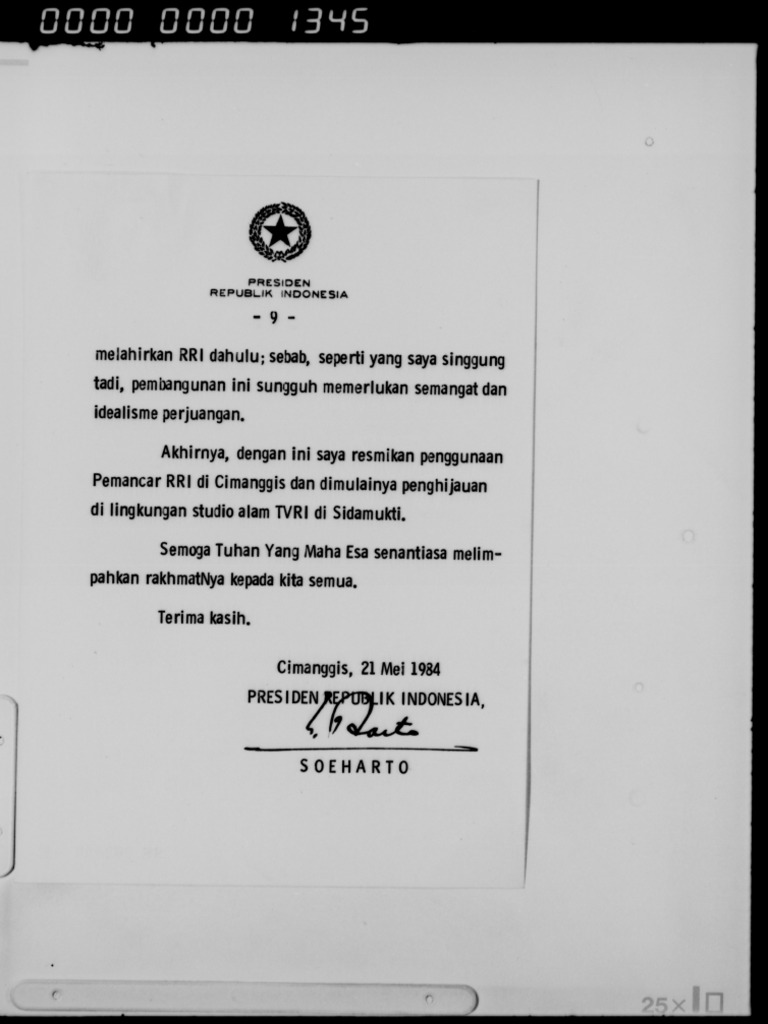 0000 0000 1345
PRESIDEN
REPUBLIK INDONESIA
- 9 -
melahirkan RRI dahulu; sebab, seperti yang saya singgung
tadi, pembangunan ini sungguh memerlukan semangat dan
idealisme perjuangan.
Akhirnya, dengan ini saya resmikan penggunaan
Pemancar RRI di Cimanggis dan dimulainya penghijauan
di lingkungan studio alam TVRI di Sidamukti.
Semoga Tuhan Yang Maha Esa senantiasa melim-
pahkan rakhmatNya kepada kita semua.
Terima kasih.
Cimanggis, 21 Mei 1984
PRESIDEN REPUBLIK INDONESIA,
SOEHARTO
25×